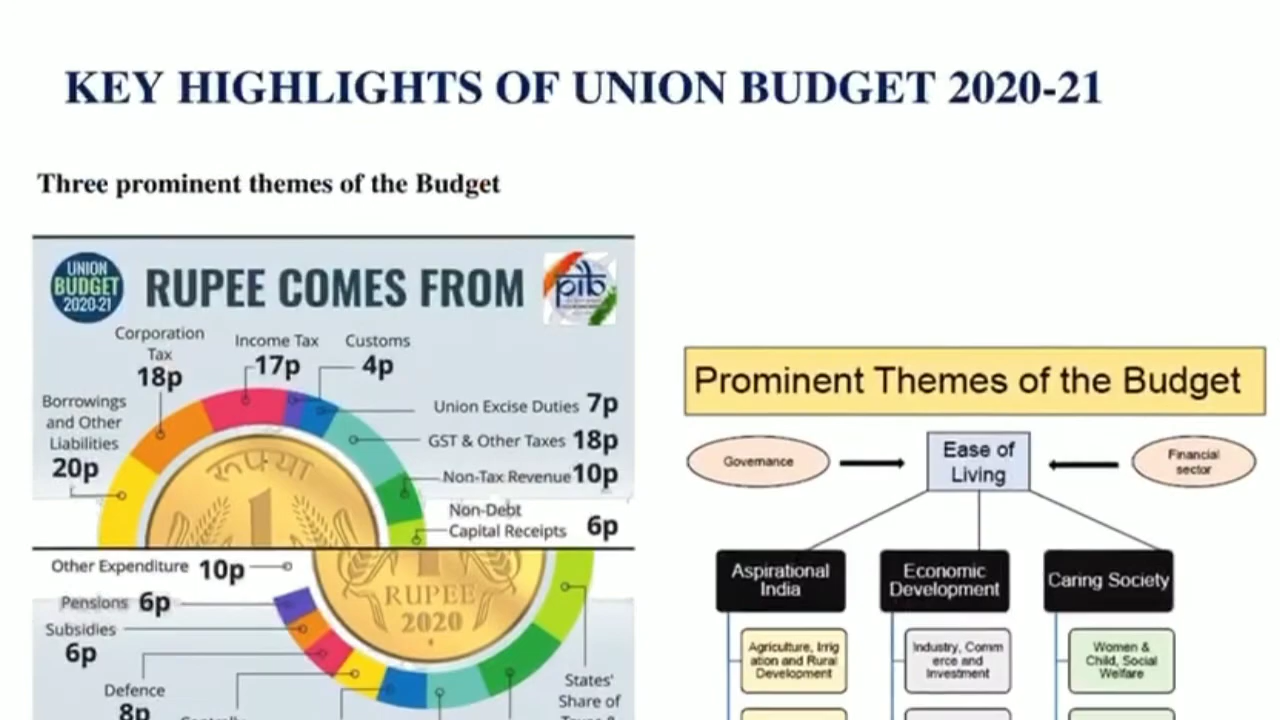 KEY HIGHLIGHTS OF UNION BUDGET 2020-21
Three prominent themes of the Budget
UNION
BUDGET
2020-21
RUPEE COMES FROM
pib
Corporation
Tax
18p
Income Tax
17p
Customs
4p
Borrowings
and Other
Liabilities
20p
Union Excise Duties 7p
GST & Other Taxes 18p
Non-Tax Revenue 10p
Non-Debt
Capital Receipts 6p
रुपया
1
Other Expenditure 10p
Pensions 6p
Subsidies
6p
Defence
8p
RUPEE
2020
States'
Share of
Prominent Themes of the Budget
Governance
Ease of
Living
Financial
sector
Aspirational
India
Economic
Development
Caring Society
Agriculture, Irrig
ation and Rural
Development
Industry, Comm
erce and
Investment
Women &
Child, Social
Welfare